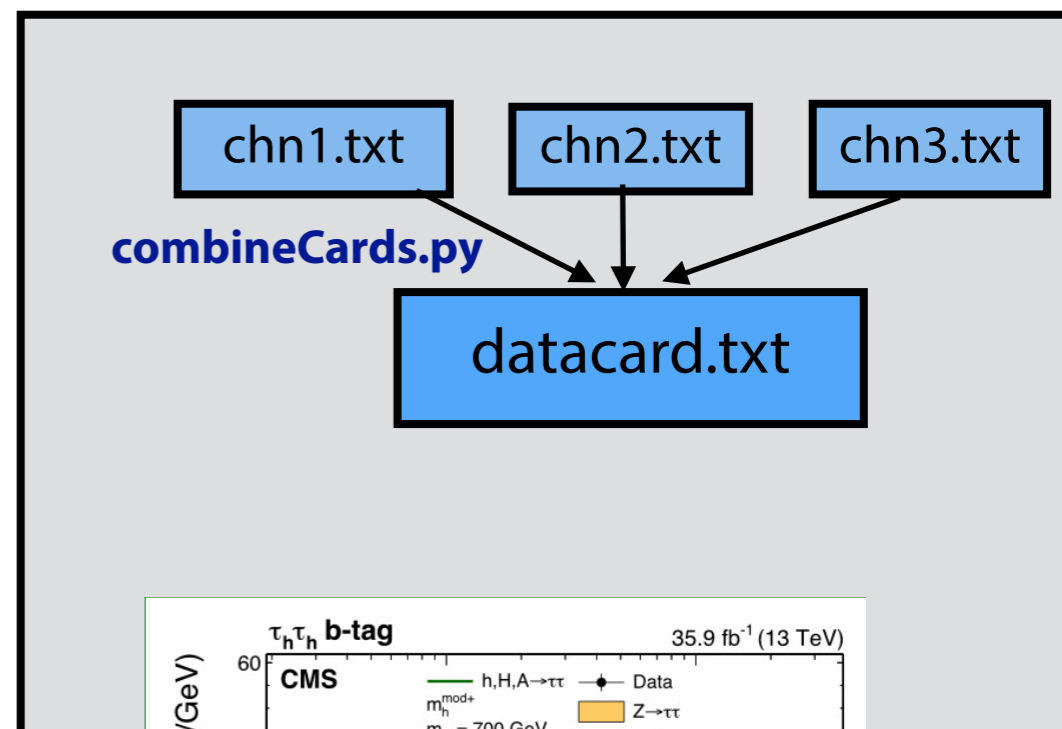 chn1.txt chn2.txt chn3.txt
combineCards.py
datacard.txt
τhτh b-tag 35.9 fb-1 (13 TeV)
60
CMS h,H,A→ττ Data
mhmod+ Z→ττ
/GeV)